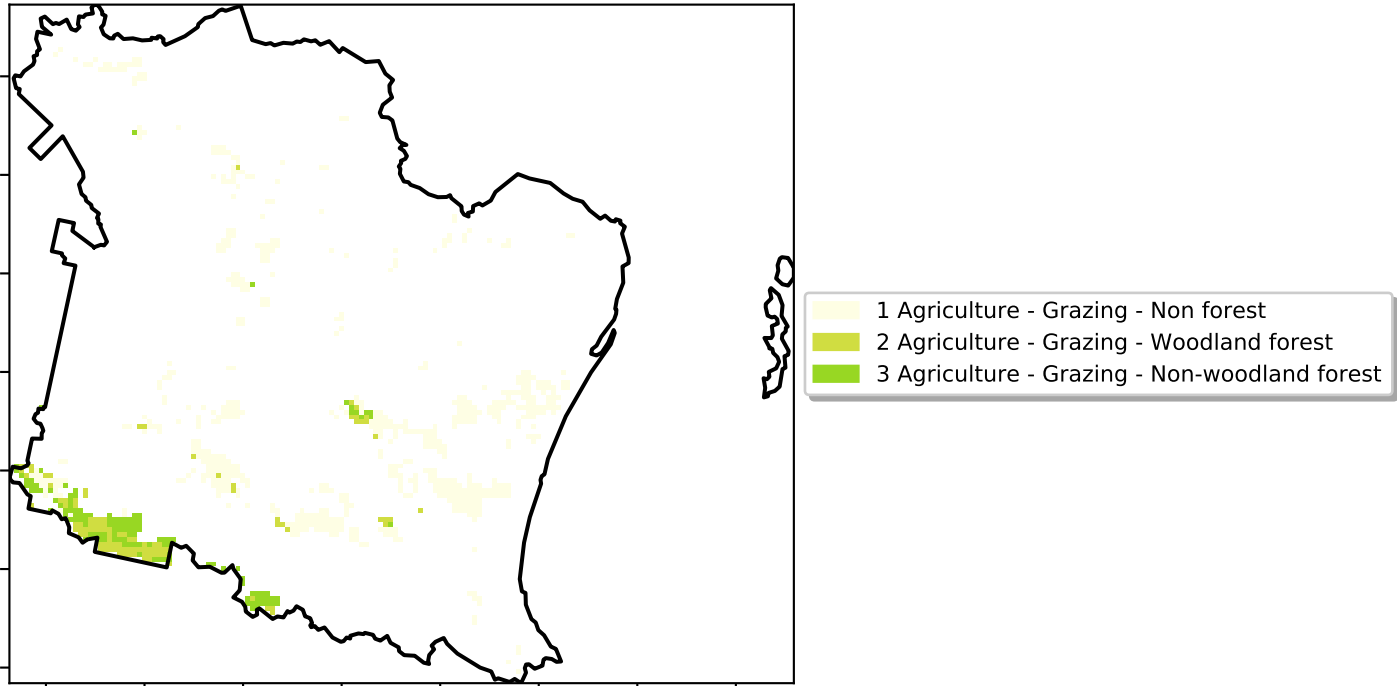 1 Agriculture - Grazing - Non forest
2 Agriculture - Grazing - Woodland forest
3 Agriculture - Grazing - Non-woodland forest